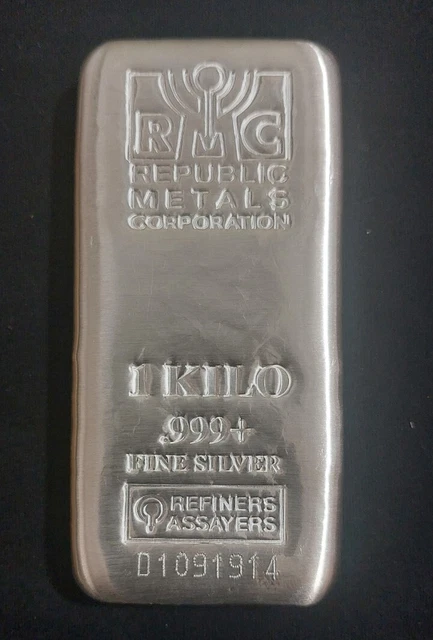 RMC
REPUBLIC
METALS
CORPORATION
1 KILO
.999+
FINE SILVER
REFINERS
ASSAYERS
D1091914